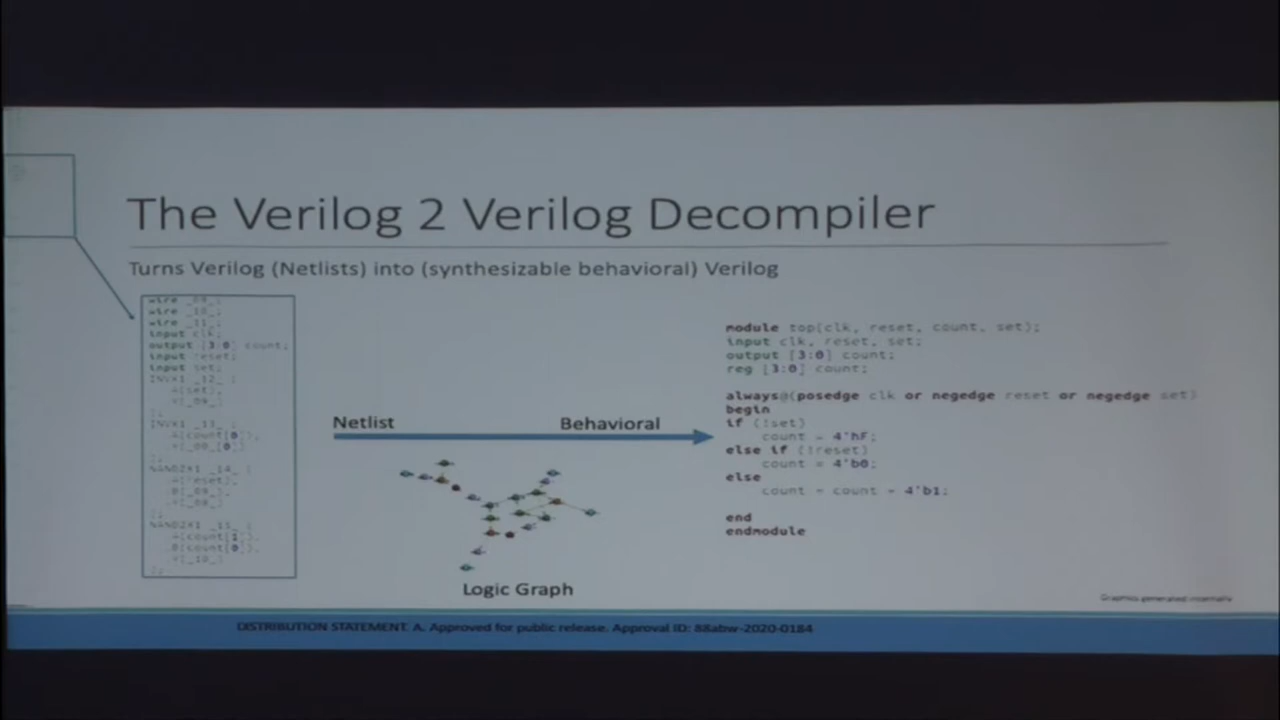 The Verilog 2 Verilog Decompiler
Turns Verilog (Netlists) into (synthesizable behavioral) Verilog
wire _09_;
wire _10_;
wire _11_;
input clk;
output [3:0] count;
input reset;
input set;
INVX1 _12_ (
.A(set),
);
INVX1 _13_ (
.A(count[0]),
.Y(_00_[0])
);
NAND2X1 _14_ (
.A(reset),
);
NAND2X1 _15_ (
.A(count[1]),
.B(count[0]),
.Y(_10_)
);
Netlist
Behavioral
Logic Graph
module top(clk, reset, count, set);
input clk, reset, set;
output [3:0] count;
reg [3:0] count;
always@(posedge clk or negedge reset or negedge set)
begin
if (!set)
count = 4'hF;
else if (!reset)
count = 4'b0;
else
count = count 4'b1;
end
endmodule
Graphics generated internally
DISTRIBUTION STATEMENT A. Approved for public release. Approval ID: 88abw-2020-0184